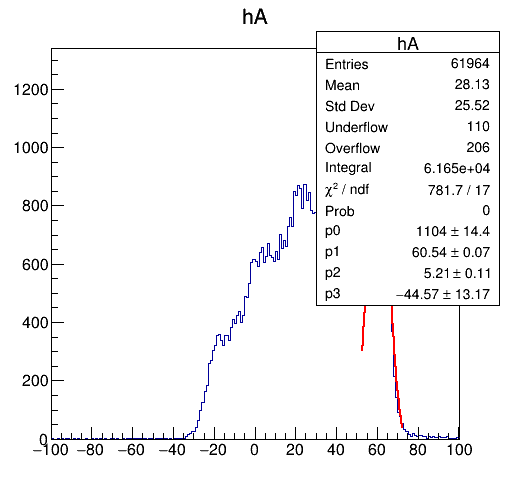 hA
hA
Entries 61964
Mean 28.13
Std Dev 25.52
Underflow 110
Overflow 206
Integral 6.165e+04
χ² / ndf 781.7 / 17
Prob 0
p0 1104 ± 14.4
p1 60.54 ± 0.07
p2 5.21 ± 0.11
p3 −44.57 ± 13.17
1200
1000
800
600
400
200
0
−100 −80 −60 −40 −20 0 20 40 60 80 100